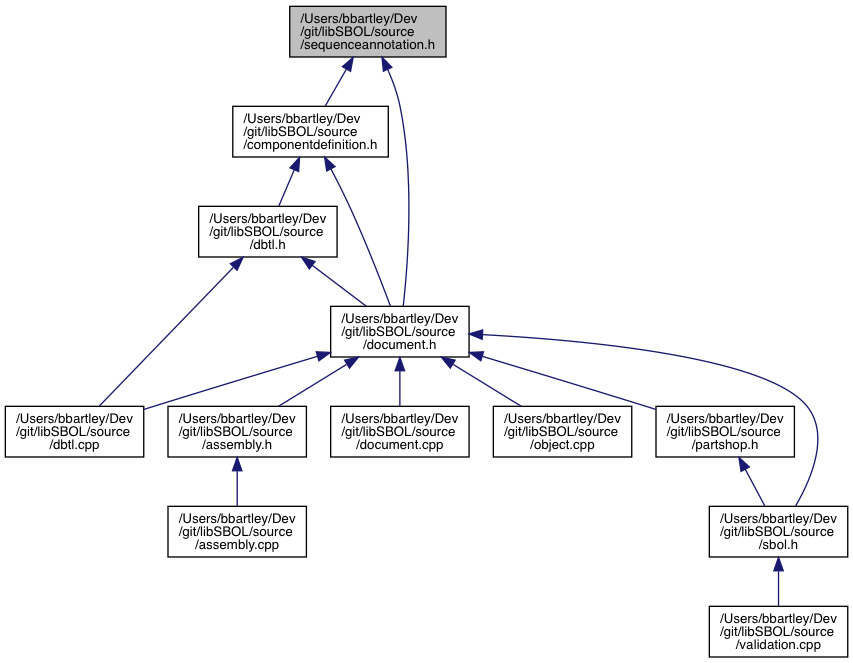 /Users/bbartley/Dev
/git/libSBOL/source
/sequenceannotation.h
/Users/bbartley/Dev
/git/libSBOL/source
/componentdefinition.h
/Users/bbartley/Dev
/git/libSBOL/source
/dbtl.h
/Users/bbartley/Dev
/git/libSBOL/source
/document.h
/Users/bbartley/Dev
/git/libSBOL/source
/dbtl.cpp
/Users/bbartley/Dev
/git/libSBOL/source
/assembly.h
/Users/bbartley/Dev
/git/libSBOL/source
/document.cpp
/Users/bbartley/Dev
/git/libSBOL/source
/object.cpp
/Users/bbartley/Dev
/git/libSBOL/source
/partshop.h
/Users/bbartley/Dev
/git/libSBOL/source
/assembly.cpp
/Users/bbartley/Dev
/git/libSBOL/source
/sbol.h
/Users/bbartley/Dev
/git/libSBOL/source
/validation.cpp